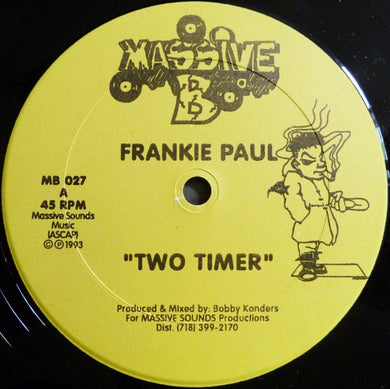 MASSIVE
B
FRANKIE PAUL
MB 027
A
45 RPM
Massive Sounds
Music
(ASCAP)
© ℗ 1993
"TWO TIMER"
Produced & Mixed by: Bobby Konders
For MASSIVE SOUNDS Productions
Dist. (718) 399-2170